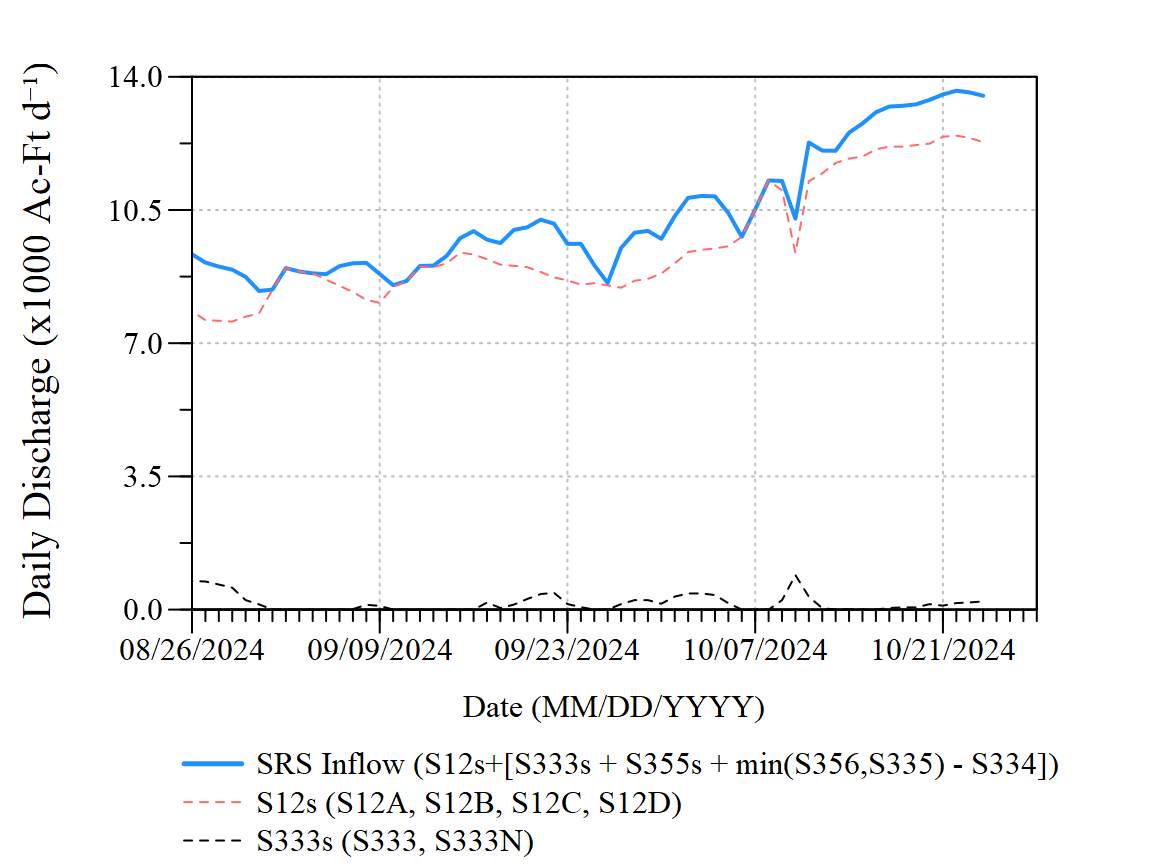 Daily Discharge (x1000 Ac-Ft d⁻¹)
14.0
10.5
7.0
3.5
0.0
08/26/2024 09/09/2024 09/23/2024 10/07/2024 10/21/2024
Date (MM/DD/YYYY)
SRS Inflow (S12s+[S333s + S355s + min(S356,S335) - S334])
S12s (S12A, S12B, S12C, S12D)
S333s (S333, S333N)